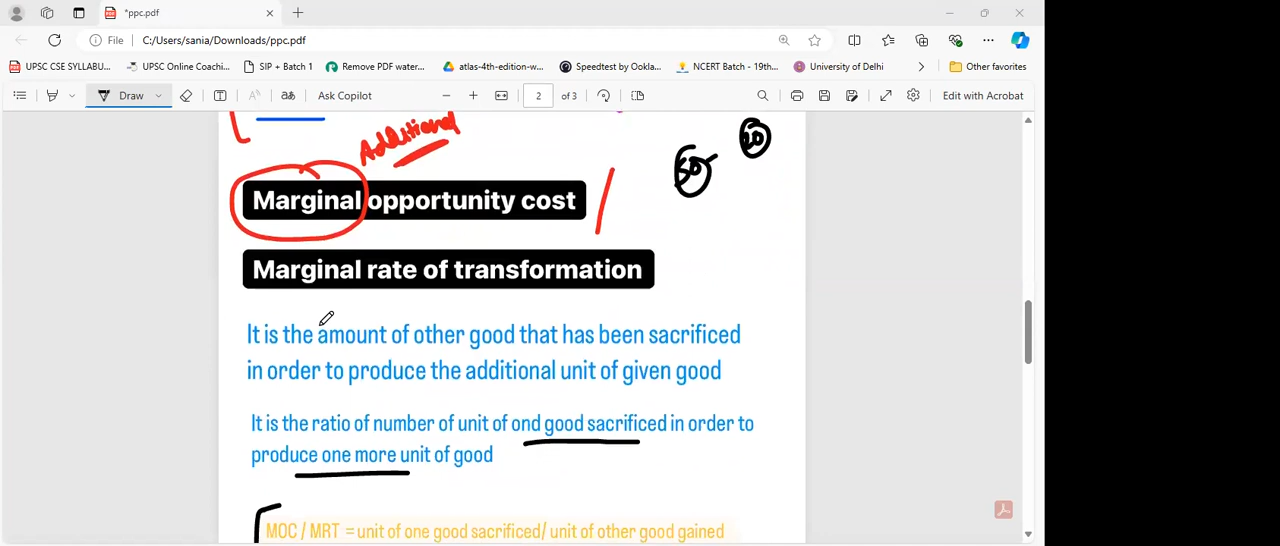 *ppc.pdf
File C:/Users/sania/Downloads/ppc.pdf
UPSC CSE SYLLABU... UPSC Online Coachi... SIP + Batch 1 Remove PDF water... atlas-4th-edition-w... Speedtest by Ookla... NCERT Batch - 19th... University of Delhi Other favorites
Draw Ask Copilot 2 of 3 Edit with Acrobat
Additional
50
Marginal opportunity cost /
Marginal rate of transformation
It is the amount of other good that has been sacrificed
in order to produce the additional unit of given good
It is the ratio of number of unit of ond good sacrificed in order to
produce one more unit of good
MOC / MRT = unit of one good sacrificed/ unit of other good gained